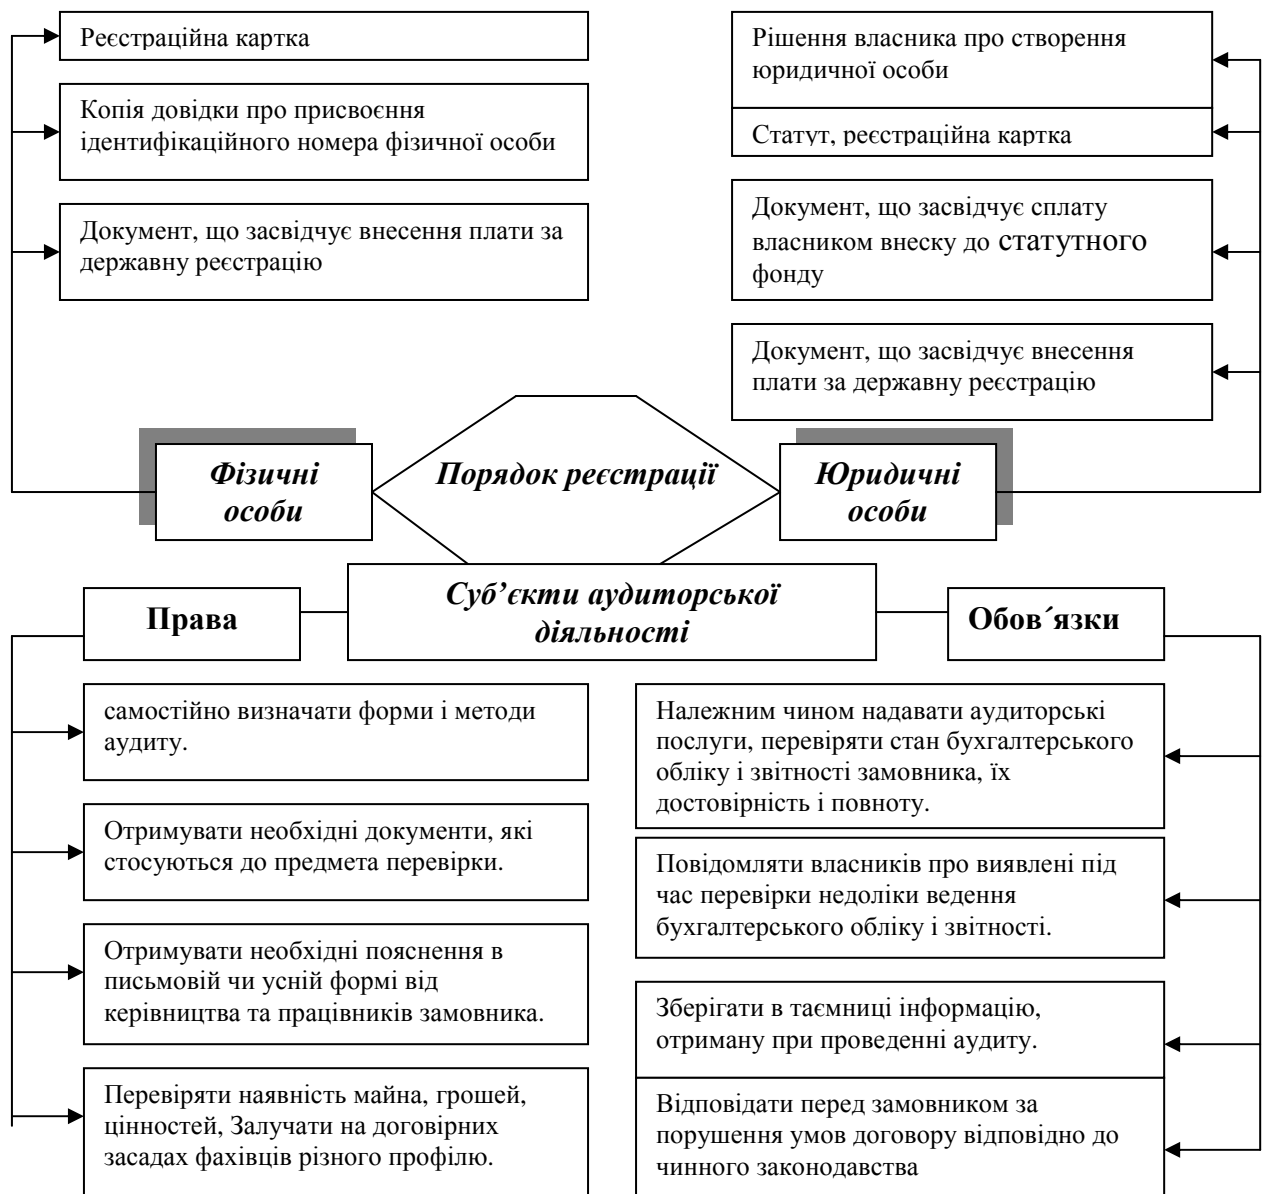 Реєстраційна картка
Копія довідки про присвоєння
ідентифікаційного номера фізичної особи
Документ, що засвідчує внесення плати за
державну реєстрацію
Рішення власника про створення
юридичної особи
Статут, реєстраційна картка
Документ, що засвідчує сплату
власником внеску до статутного
фонду
Документ, що засвідчує внесення
плати за державну реєстрацію
Фізичні
особи
Порядок реєстрації
Юридичні
особи
Права
Суб’єкти аудиторської
діяльності
Обов´язки
самостійно визначати форми і методи
аудиту.
Отримувати необхідні документи, які
стосуються до предмета перевірки.
Отримувати необхідні пояснення в
письмовій чи усній формі від
керівництва та працівників замовника.
Перевіряти наявність майна, грошей,
цінностей, Залучати на договірних
засадах фахівців різного профілю.
Належним чином надавати аудиторські
послуги, перевіряти стан бухгалтерського
обліку і звітності замовника, їх
достовірність і повноту.
Повідомляти власників про виявлені під
час перевірки недоліки ведення
бухгалтерського обліку і звітності.
Зберігати в таємниці інформацію,
отриману при проведенні аудиту.
Відповідати перед замовником за
порушення умов договору відповідно до
чинного законодавства